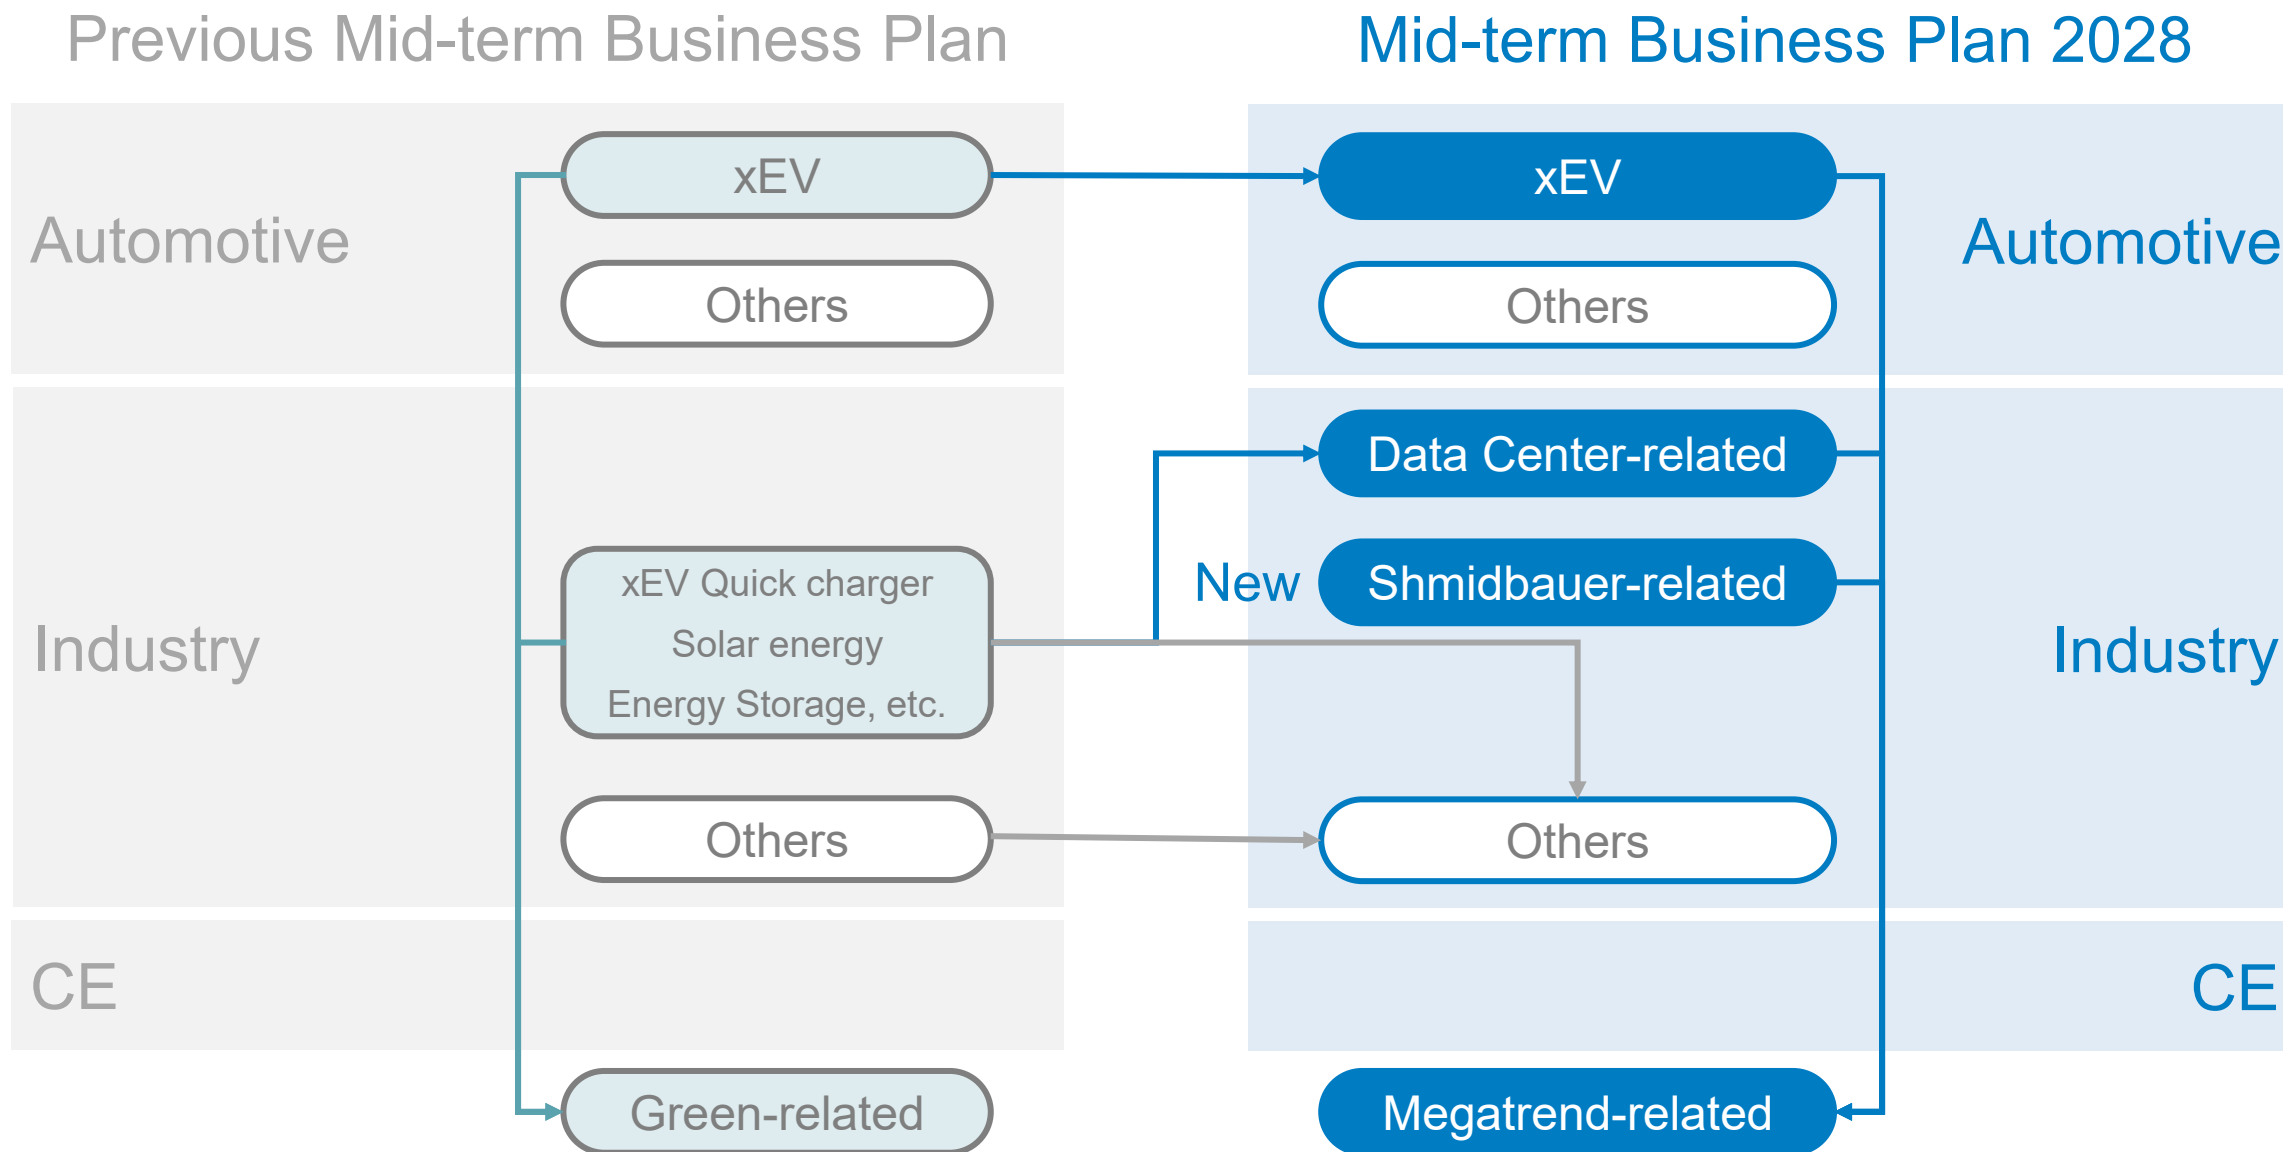 Previous Mid-term Business Plan
Mid-term Business Plan 2028
Automotive
xEV
Others
xEV
Others
Automotive
Industry
xEV Quick charger
Solar energy
Energy Storage, etc.
Others
New
Data Center-related
Shmidbauer-related
Others
Industry
CE
CE
Green-related
Megatrend-related